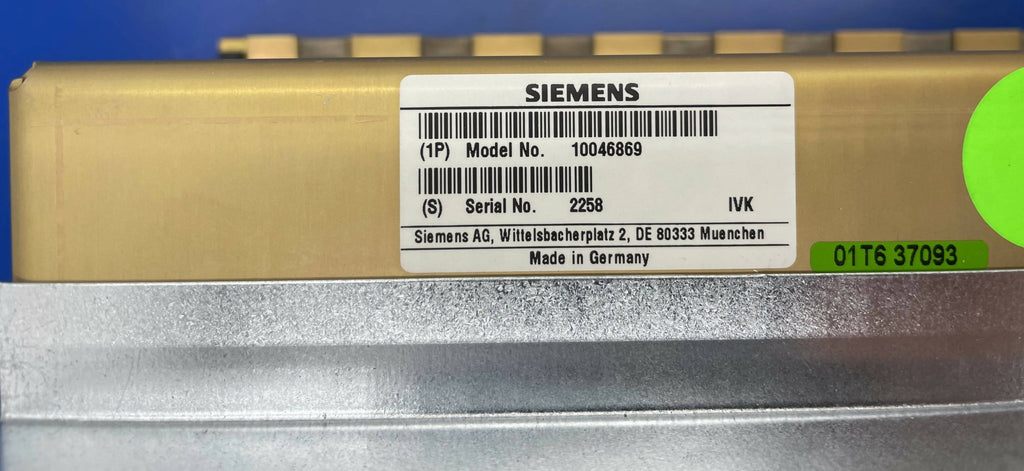 SIEMENS
(1P) Model No. 10046869
(S) Serial No. 2258 IVK
Siemens AG, Wittelsbacherplatz 2, DE 80333 Muenchen
Made in Germany
01T6 37093